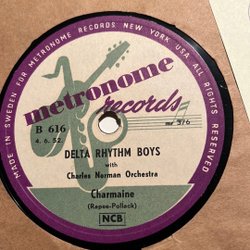 MADE IN SWEDEN FOR METRONOME RECORDS NEW YORK USA ALL RIGHTS RESERVED
metronome
records
B 616
4. 6. 52.
DELTA RHYTHM BOYS
with
Charles Norman Orchestra
Charmaine
(Rapee-Pollack)
NCB